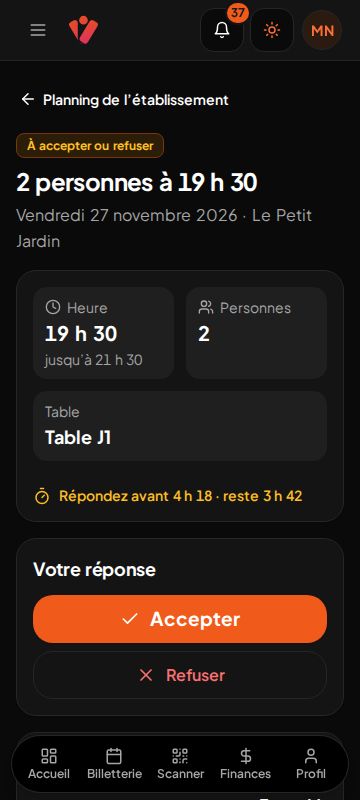 37
MN
Planning de l’établissement
À accepter ou refuser
2 personnes à 19 h 30
Vendredi 27 novembre 2026 · Le Petit
Jardin
Heure
19 h 30
jusqu’à 21 h 30
Personnes
2
Table
Table J1
Répondez avant 4 h 18 · reste 3 h 42
Votre réponse
Accepter
Refuser
Accueil
Billetterie
Scanner
Finances
Profil